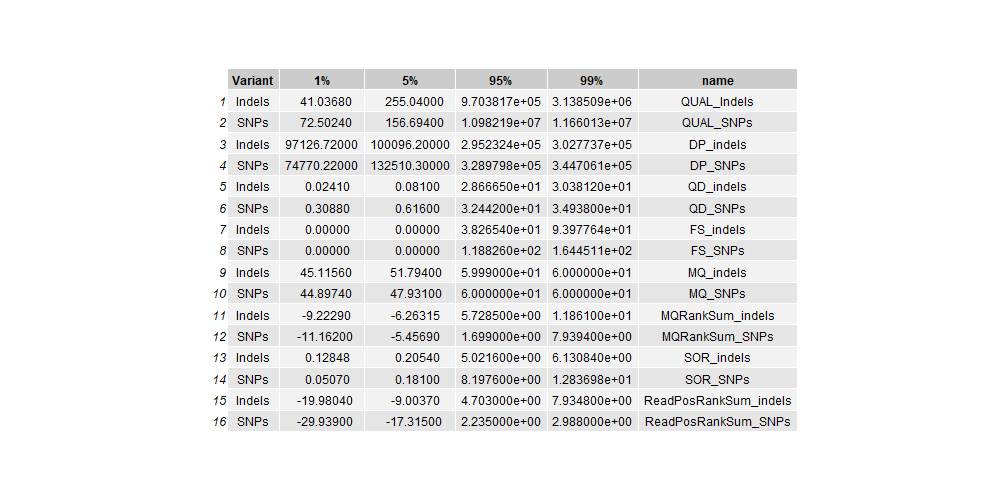 Variant 1% 5% 95% 99% name
1 Indels 41.03680 255.04000 9.703817e+05 3.138509e+06 QUAL_Indels
2 SNPs 72.50240 156.69400 1.098219e+07 1.166013e+07 QUAL_SNPs
3 Indels 97126.72000 100096.20000 2.952324e+05 3.027737e+05 DP_indels
4 SNPs 74770.22000 132510.30000 3.289798e+05 3.447061e+05 DP_SNPs
5 Indels 0.02410 0.08100 2.866650e+01 3.038120e+01 QD_indels
6 SNPs 0.30880 0.61600 3.244200e+01 3.493800e+01 QD_SNPs
7 Indels 0.00000 0.00000 3.826540e+01 9.397764e+01 FS_indels
8 SNPs 0.00000 0.00000 1.188260e+02 1.644511e+02 FS_SNPs
9 Indels 45.11560 51.79400 5.999000e+01 6.000000e+01 MQ_indels
10 SNPs 44.89740 47.93100 6.000000e+01 6.000000e+01 MQ_SNPs
11 Indels -9.22290 -6.26315 5.728500e+00 1.186100e+01 MQRankSum_indels
12 SNPs -11.16200 -5.45690 1.699000e+00 7.939400e+00 MQRankSum_SNPs
13 Indels 0.12848 0.20540 5.021600e+00 6.130840e+00 SOR_indels
14 SNPs 0.05070 0.18100 8.197600e+00 1.283698e+01 SOR_SNPs
15 Indels -19.98040 -9.00370 4.703000e+00 7.934800e+00 ReadPosRankSum_indels
16 SNPs -29.93900 -17.31500 2.235000e+00 2.988000e+00 ReadPosRankSum_SNPs